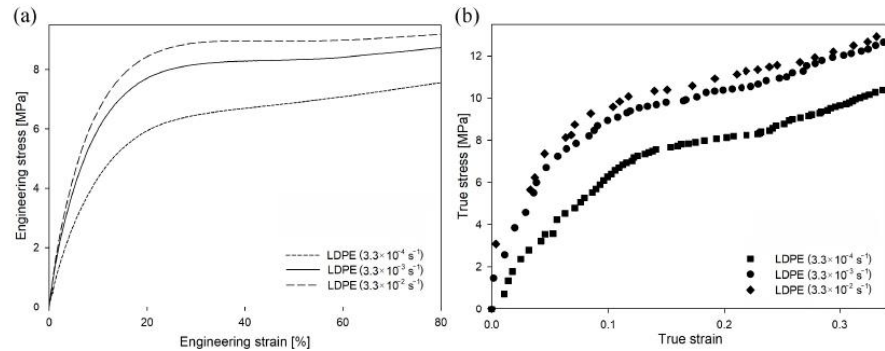 (a)
Engineering stress [MPa]
8
6
4
2
0
0 20 40 60 80
Engineering strain [%]
LDPE (3.3×10⁻⁴ s⁻¹)
LDPE (3.3×10⁻³ s⁻¹)
LDPE (3.3×10⁻² s⁻¹)
(b)
True stress [MPa]
12
10
8
6
4
2
0
0.0 0.1 0.2 0.3
True strain
LDPE (3.3×10⁻⁴ s⁻¹)
LDPE (3.3×10⁻³ s⁻¹)
LDPE (3.3×10⁻² s⁻¹)